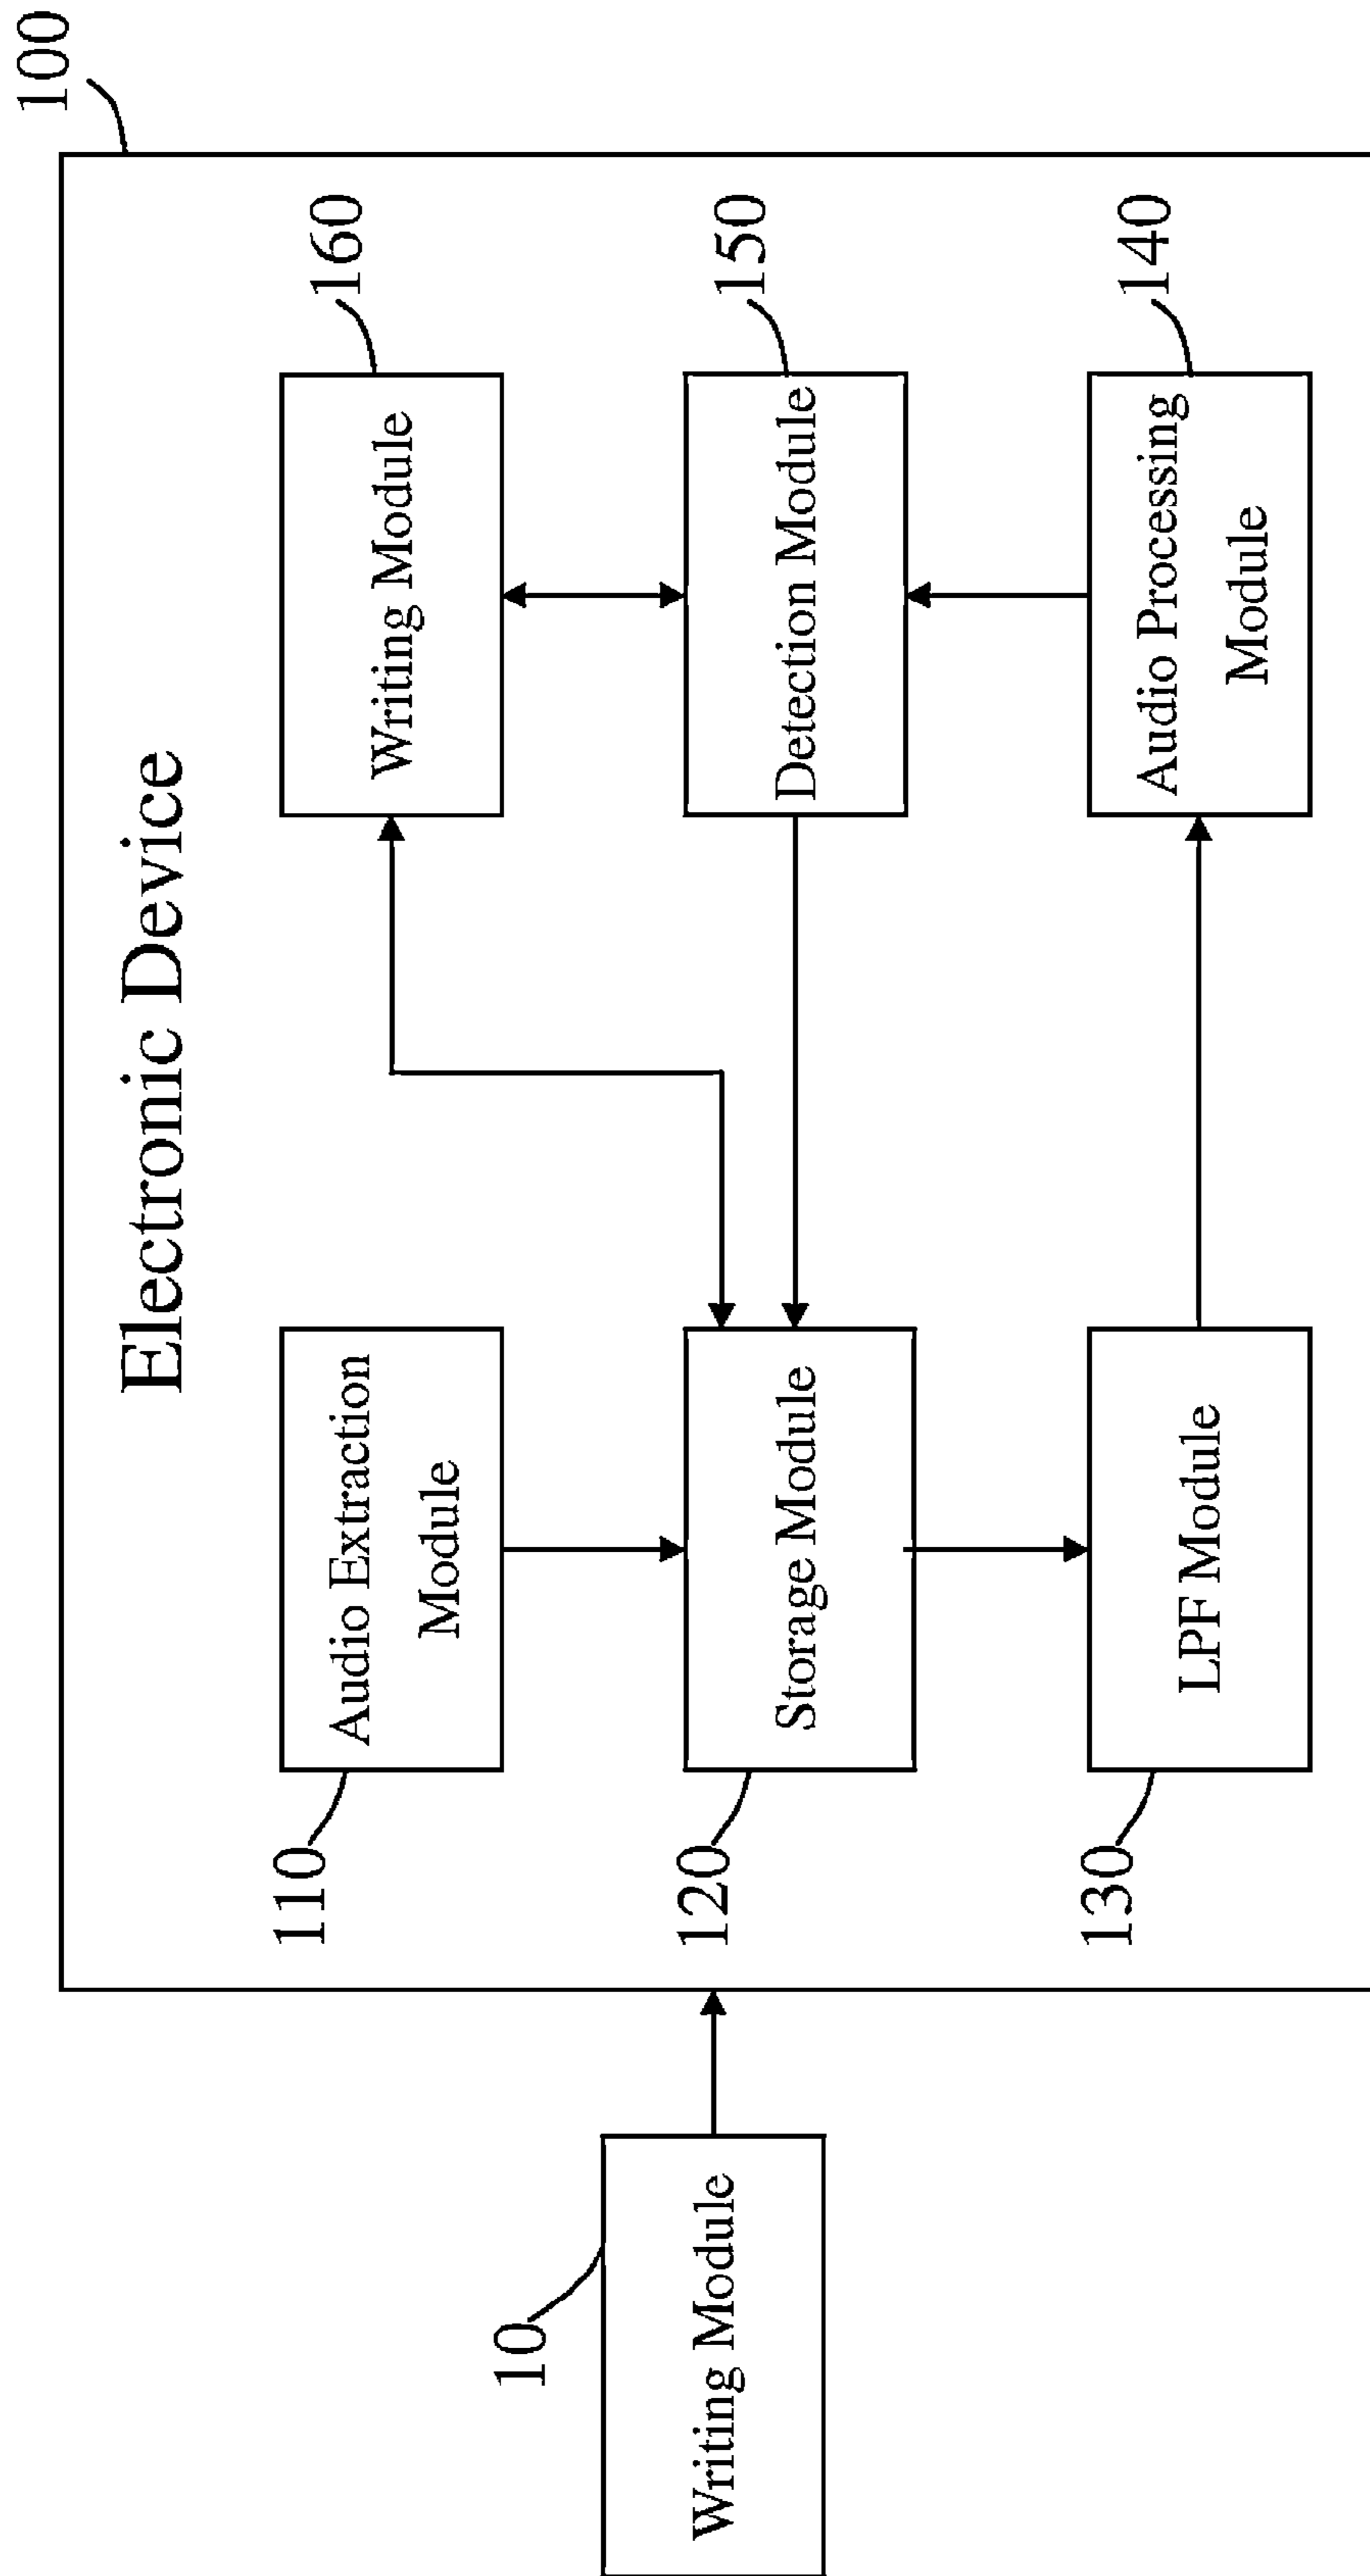 100
Electronic Device
110
Audio Extraction
Module
Writing Module
160
10
Writing Module
120
Storage Module
Detection Module
150
130
LPF Module
Audio Processing
Module
140